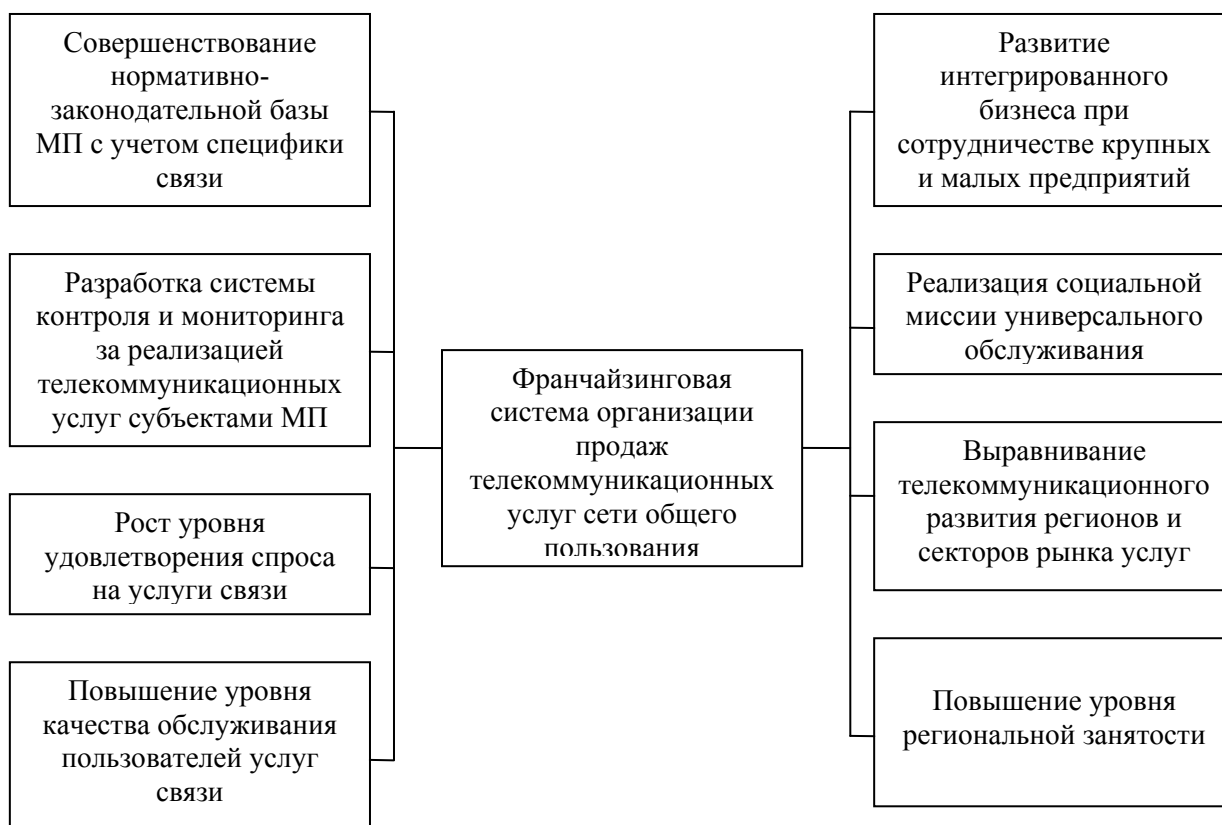 Совершенствование
нормативно-
законодательной базы
МП с учетом специфики
связи
Разработка системы
контроля и мониторинга
за реализацией
телекоммуникационных
услуг субъектами МП
Рост уровня
удовлетворения спроса
на услуги связи
Повышение уровня
качества обслуживания
пользователей услуг
связи
Франчайзинговая
система организации
продаж
телекоммуникационных
услуг сети общего
пользования
Развитие
интегрированного
бизнеса при
сотрудничестве крупных
и малых предприятий
Реализация социальной
миссии универсального
обслуживания
Выравнивание
телекоммуникационного
развития регионов и
секторов рынка услуг
Повышение уровня
региональной занятости